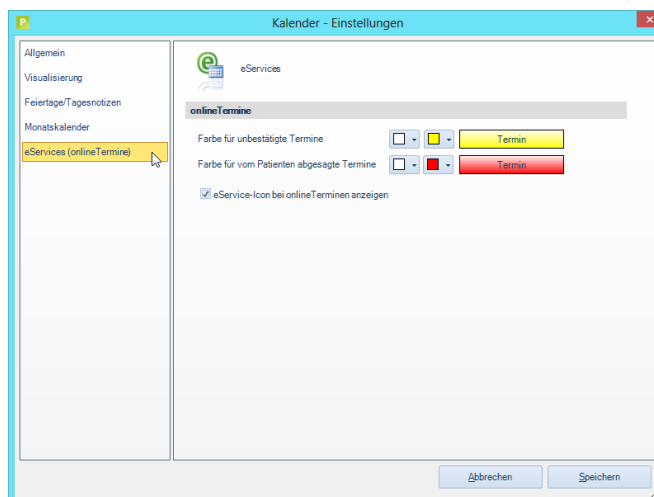 P
Kalender - Einstellungen
Allgemein
Visualisierung
Feiertage/Tagesnotizen
Monatskalender
eServices (onlineTermine)
e
eServices
onlineTermine
Farbe für unbestätigte Termine
Termin
Farbe für vom Patienten abgesagte Termine
Termin
eService-Icon bei onlineTerminen anzeigen
Abbrechen
Speichern